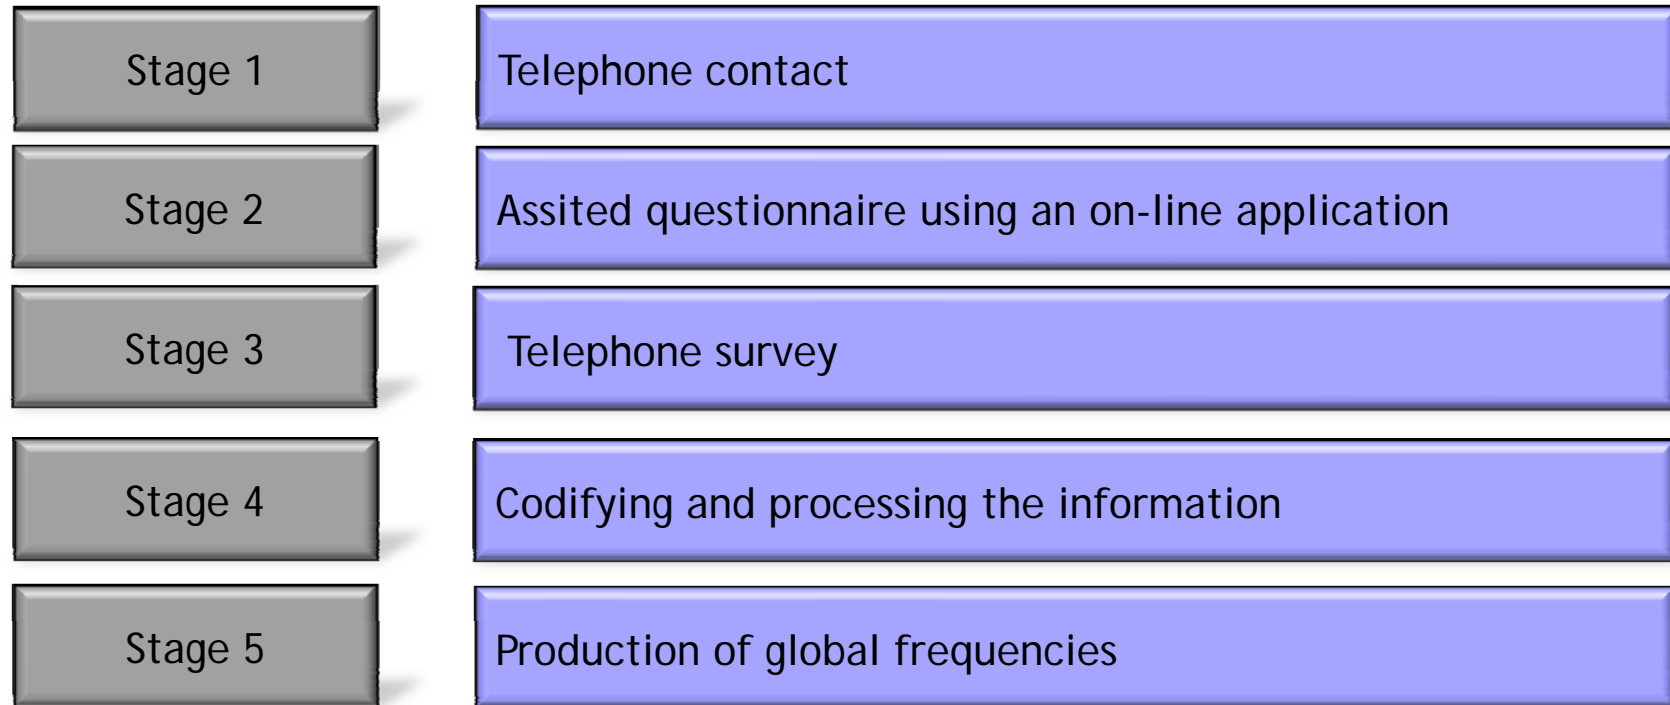 Stage 1
Telephone contact
Stage 2
Assited questionnaire using an on-line application
Stage 3
Telephone survey
Stage 4
Codifying and processing the information
Stage 5
Production of global frequencies